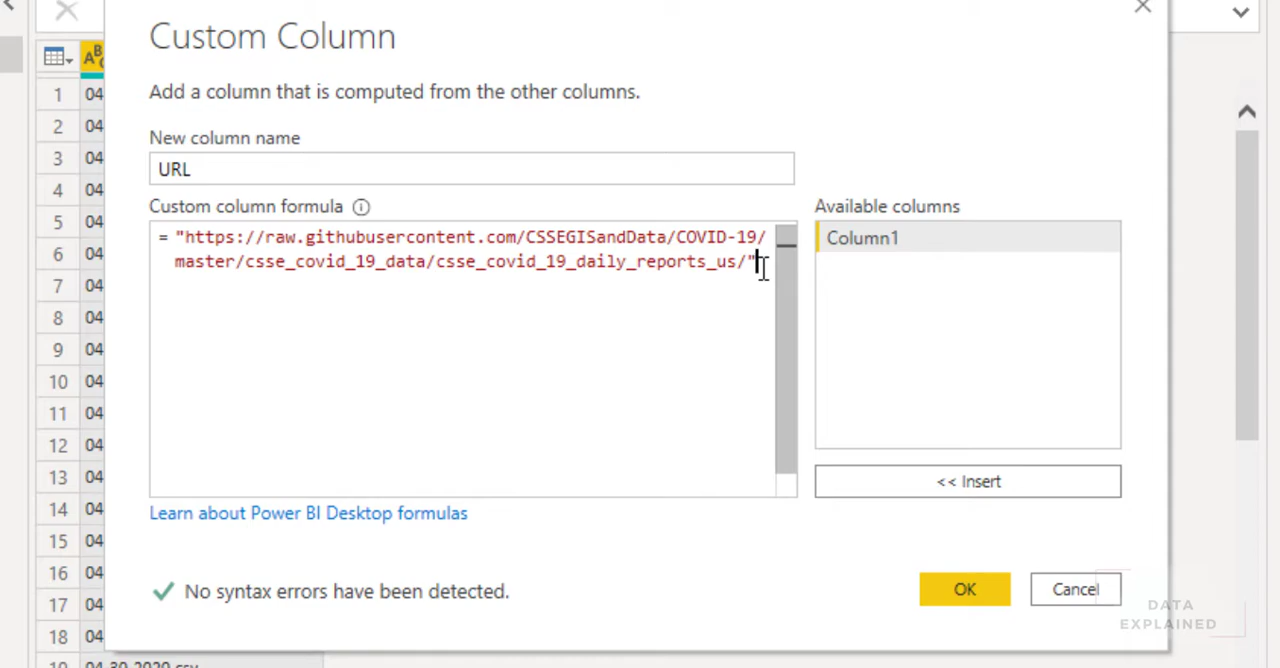 Custom Column
Add a column that is computed from the other columns.
New column name
URL
Custom column formula
Available columns
= "https://raw.githubusercontent.com/CSSEGISandData/COVID-19/
master/csse_covid_19_data/csse_covid_19_daily_reports_us/"
Column1
<< Insert
Learn about Power BI Desktop formulas
No syntax errors have been detected.
OK
Cancel
1 04
2 04
3 04
4 04
5 04
6 04
7 04
8 04
9 04
10 04
11 04
12 04
13 04
14 04
15 04
16 04
17 04
18 04
DATA
EXPLAINED